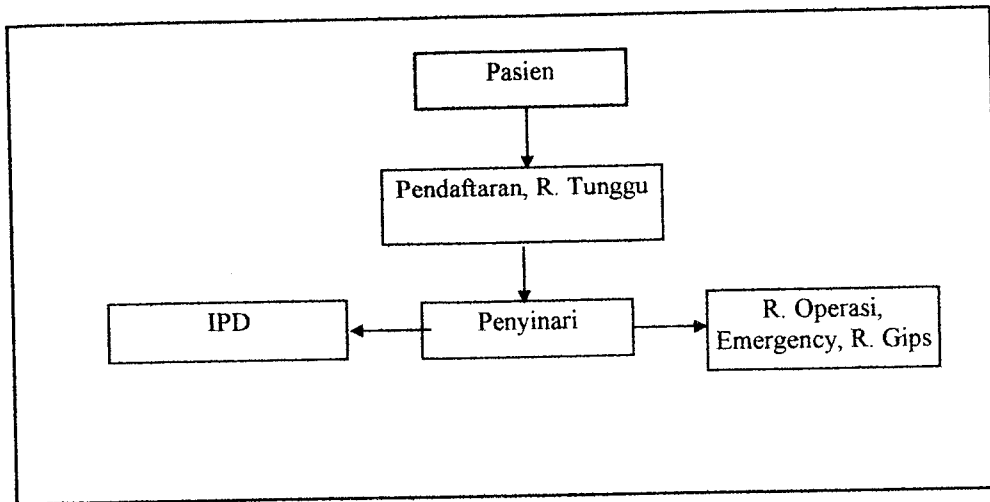 Pasien
Pendaftaran, R. Tunggu
IPD
Penyinari
R. Operasi,
Emergency, R. Gips